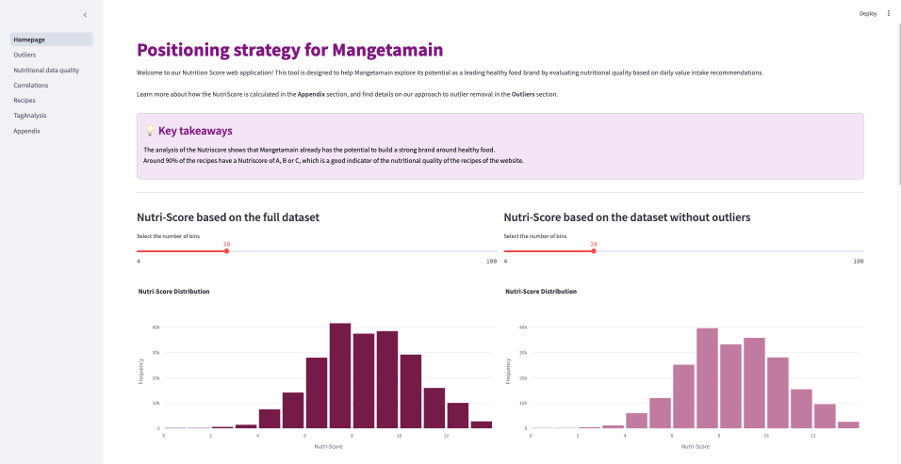 Deploy
Homepage
Outliers
Nutritional data quality
Correlations
Recipes
TagAnalysis
Appendix
Positioning strategy for Mangetamain
Welcome to our Nutrition Score web application! This tool is designed to help Mangetamain explore its potential as a leading healthy food brand by evaluating nutritional quality based on daily value intake recommendations.
Learn more about how the NutriScore is calculated in the Appendix section, and find details on our approach to outlier removal in the Outliers section.
💡 Key takeaways
The analysis of the Nutriscore shows that Mangetamain already has the potential to build a strong brand around healthy food.
Around 90% of the recipes have a Nutriscore of A, B or C, which is a good indicator of the nutritional quality of the recipes of the website.
Nutri-Score based on the full dataset
Select the number of bins
28
4 100
Nutri-Score Distribution
40k
30k
20k
10k
0
Frequency
0 2 4 6 8 10 12
Nutri-Score
Nutri-Score based on the dataset without outliers
Select the number of bins
28
4 100
Nutri-Score Distribution
40k
30k
20k
10k
0
Frequency
0 2 4 6 8 10 12
Nutri-Score